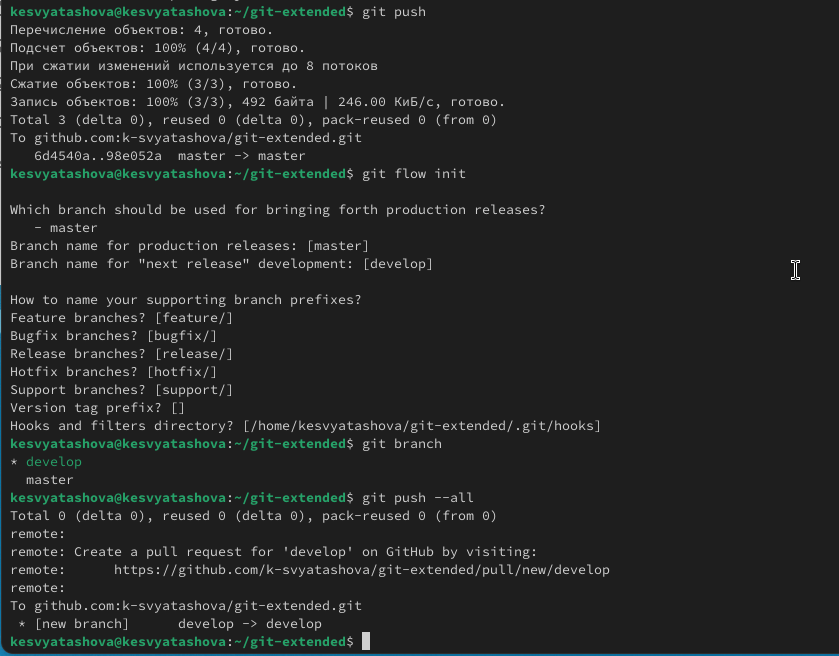 kesvyatashova@kesvyatashova:~/git-extended$ git push
Перечисление объектов: 4, готово.
Подсчет объектов: 100% (4/4), готово.
При сжатии изменений используется до 8 потоков
Сжатие объектов: 100% (3/3), готово.
Запись объектов: 100% (3/3), 492 байта | 246.00 КиБ/с, готово.
Total 3 (delta 0), reused 0 (delta 0), pack-reused 0 (from 0)
To github.com:k-svyatashova/git-extended.git
   6d4540a..98e052a  master -> master
kesvyatashova@kesvyatashova:~/git-extended$ git flow init

Which branch should be used for bringing forth production releases?
   - master
Branch name for production releases: [master]
Branch name for "next release" development: [develop]

How to name your supporting branch prefixes?
Feature branches? [feature/]
Bugfix branches? [bugfix/]
Release branches? [release/]
Hotfix branches? [hotfix/]
Support branches? [support/]
Version tag prefix? []
Hooks and filters directory? [/home/kesvyatashova/git-extended/.git/hooks]
kesvyatashova@kesvyatashova:~/git-extended$ git branch
* develop
  master
kesvyatashova@kesvyatashova:~/git-extended$ git push --all
Total 0 (delta 0), reused 0 (delta 0), pack-reused 0 (from 0)
remote:
remote: Create a pull request for 'develop' on GitHub by visiting:
remote:      https://github.com/k-svyatashova/git-extended/pull/new/develop
remote:
To github.com:k-svyatashova/git-extended.git
 * [new branch]      develop -> develop
kesvyatashova@kesvyatashova:~/git-extended$